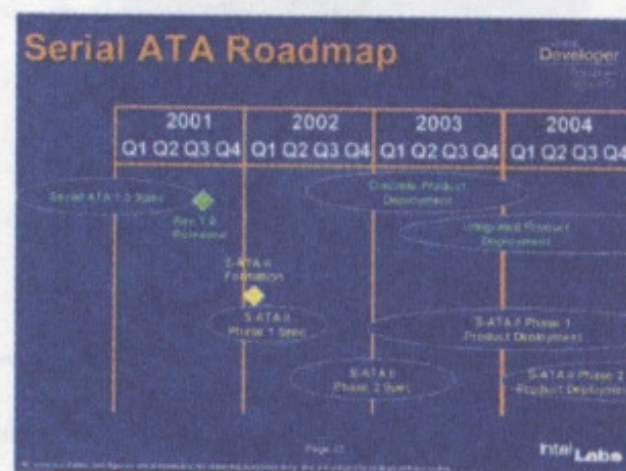 Serial ATA Roadmap
Developer
2001 2002 2003 2004
Q1 Q2 Q3 Q4 Q1 Q2 Q3 Q4 Q1 Q2 Q3 Q4 Q1 Q2 Q3 Q4
Serial ATA 1.0 Spec
Rev 1.0
Discrete Product
Deployment
Integrated Product
Deployment
S-ATA II
Formation
S-ATA II
Phase 1 Spec
S-ATA II Phase 1
Product Deployment
S-ATA II
Phase 2 Spec
S-ATA II Phase 2
Product Deployment
Page
Intel Labs